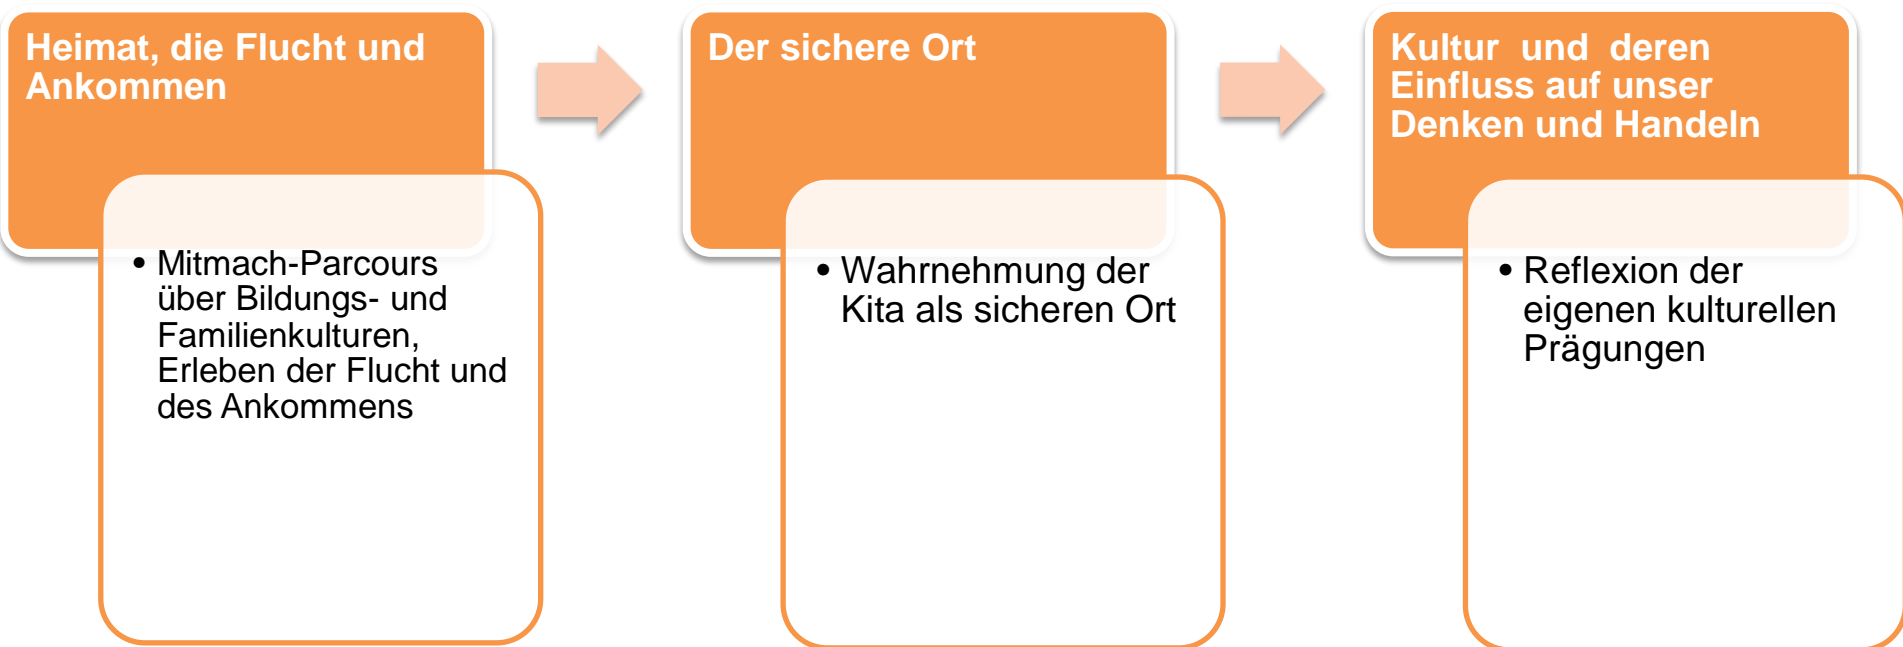 Heimat, die Flucht und
Ankommen
• Mitmach-Parcours
über Bildungs- und
Familienkulturen,
Erleben der Flucht und
des Ankommens
Der sichere Ort
• Wahrnehmung der
Kita als sicheren Ort
Kultur und deren
Einfluss auf unser
Denken und Handeln
• Reflexion der
eigenen kulturellen
Prägungen